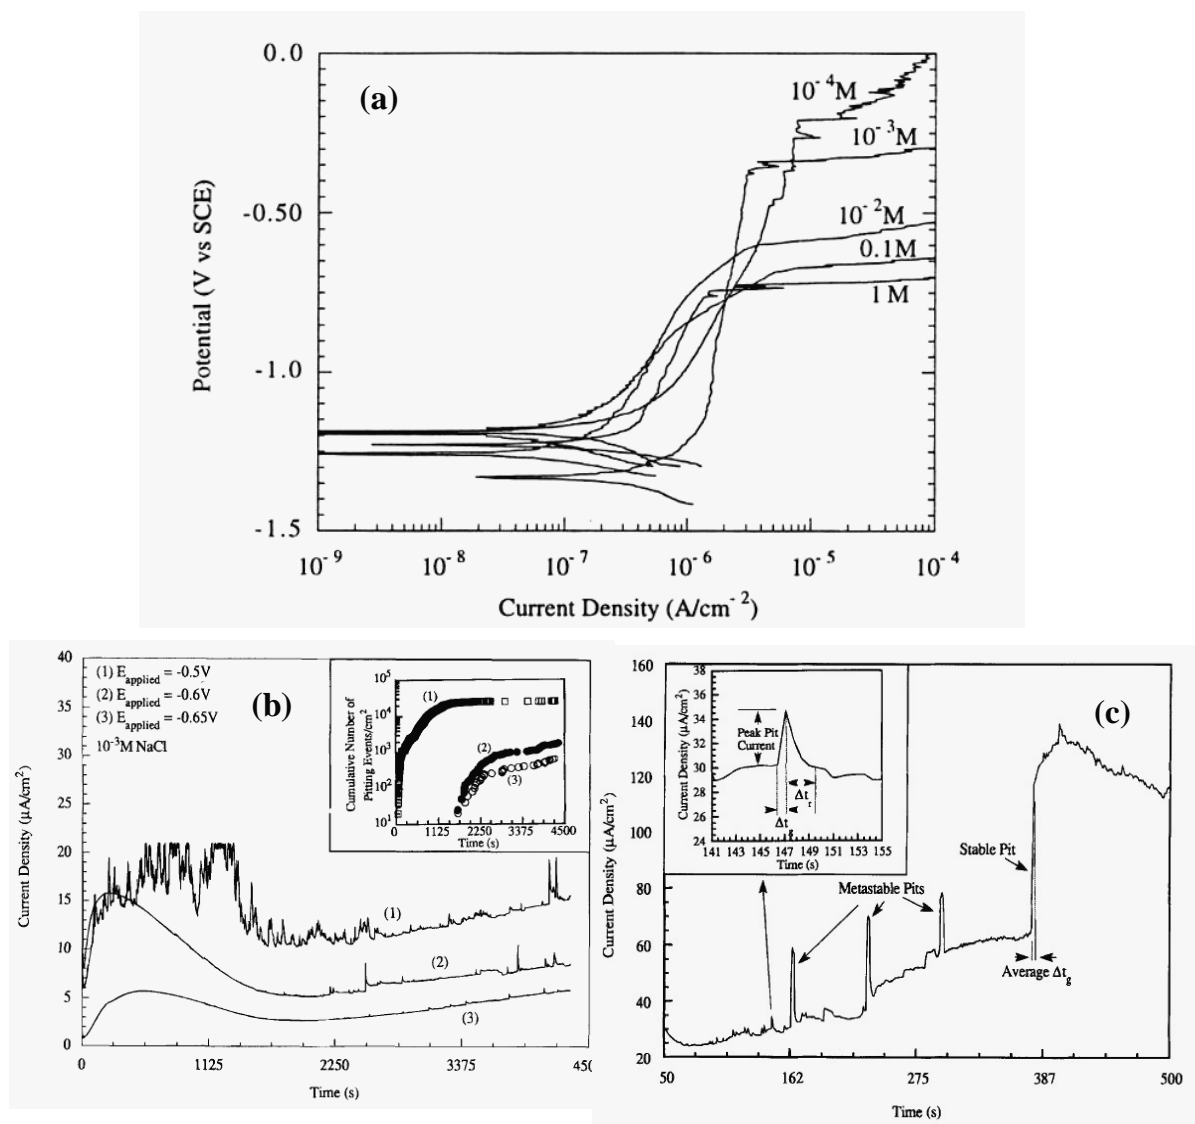 (a)
0.0
-0.50
-1.0
-1.5
Potential (V vs SCE)
10⁻⁴M
10⁻³M
10⁻²M
0.1M
1 M
10⁻⁹ 10⁻⁸ 10⁻⁷ 10⁻⁶ 10⁻⁵ 10⁻⁴
Current Density (A/cm⁻²)
(b)
40
35
30
25
20
15
10
5
0
Current Density (μA/cm²)
(1) E applied = -0.5V
(2) E applied = -0.6V
(3) E applied = -0.65V
10⁻³M NaCl
Cumulative Number of
Pitting Events/cm²
10⁵
10⁴
10³
10²
10¹
(1)
(2)
(3)
0 1125 2250 3375 4500
Time (s)
(1)
(2)
(3)
0 1125 2250 3375 450
Time (s)
(c)
160
140
120
100
80
60
40
20
Current Density (μA/cm²)
38
36
34
32
30
28
26
24
Current Density (μA/cm²)
Peak Pit
Current
Δt r
Δt g
141 143 145 147 149 151 153 155
Time (s)
Metastable Pits
Stable Pit
Average Δt g
50 162 275 387 500
Time (s)